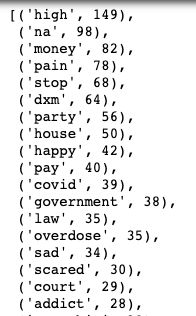 [('high', 149),
('na', 98),
('money', 82),
('pain', 78),
('stop', 68),
('dxm', 64),
('party', 56),
('house', 50),
('happy', 42),
('pay', 40),
('covid', 39),
('government', 38),
('law', 35),
('overdose', 35),
('sad', 34),
('scared', 30),
('court', 29),
('addict', 28),